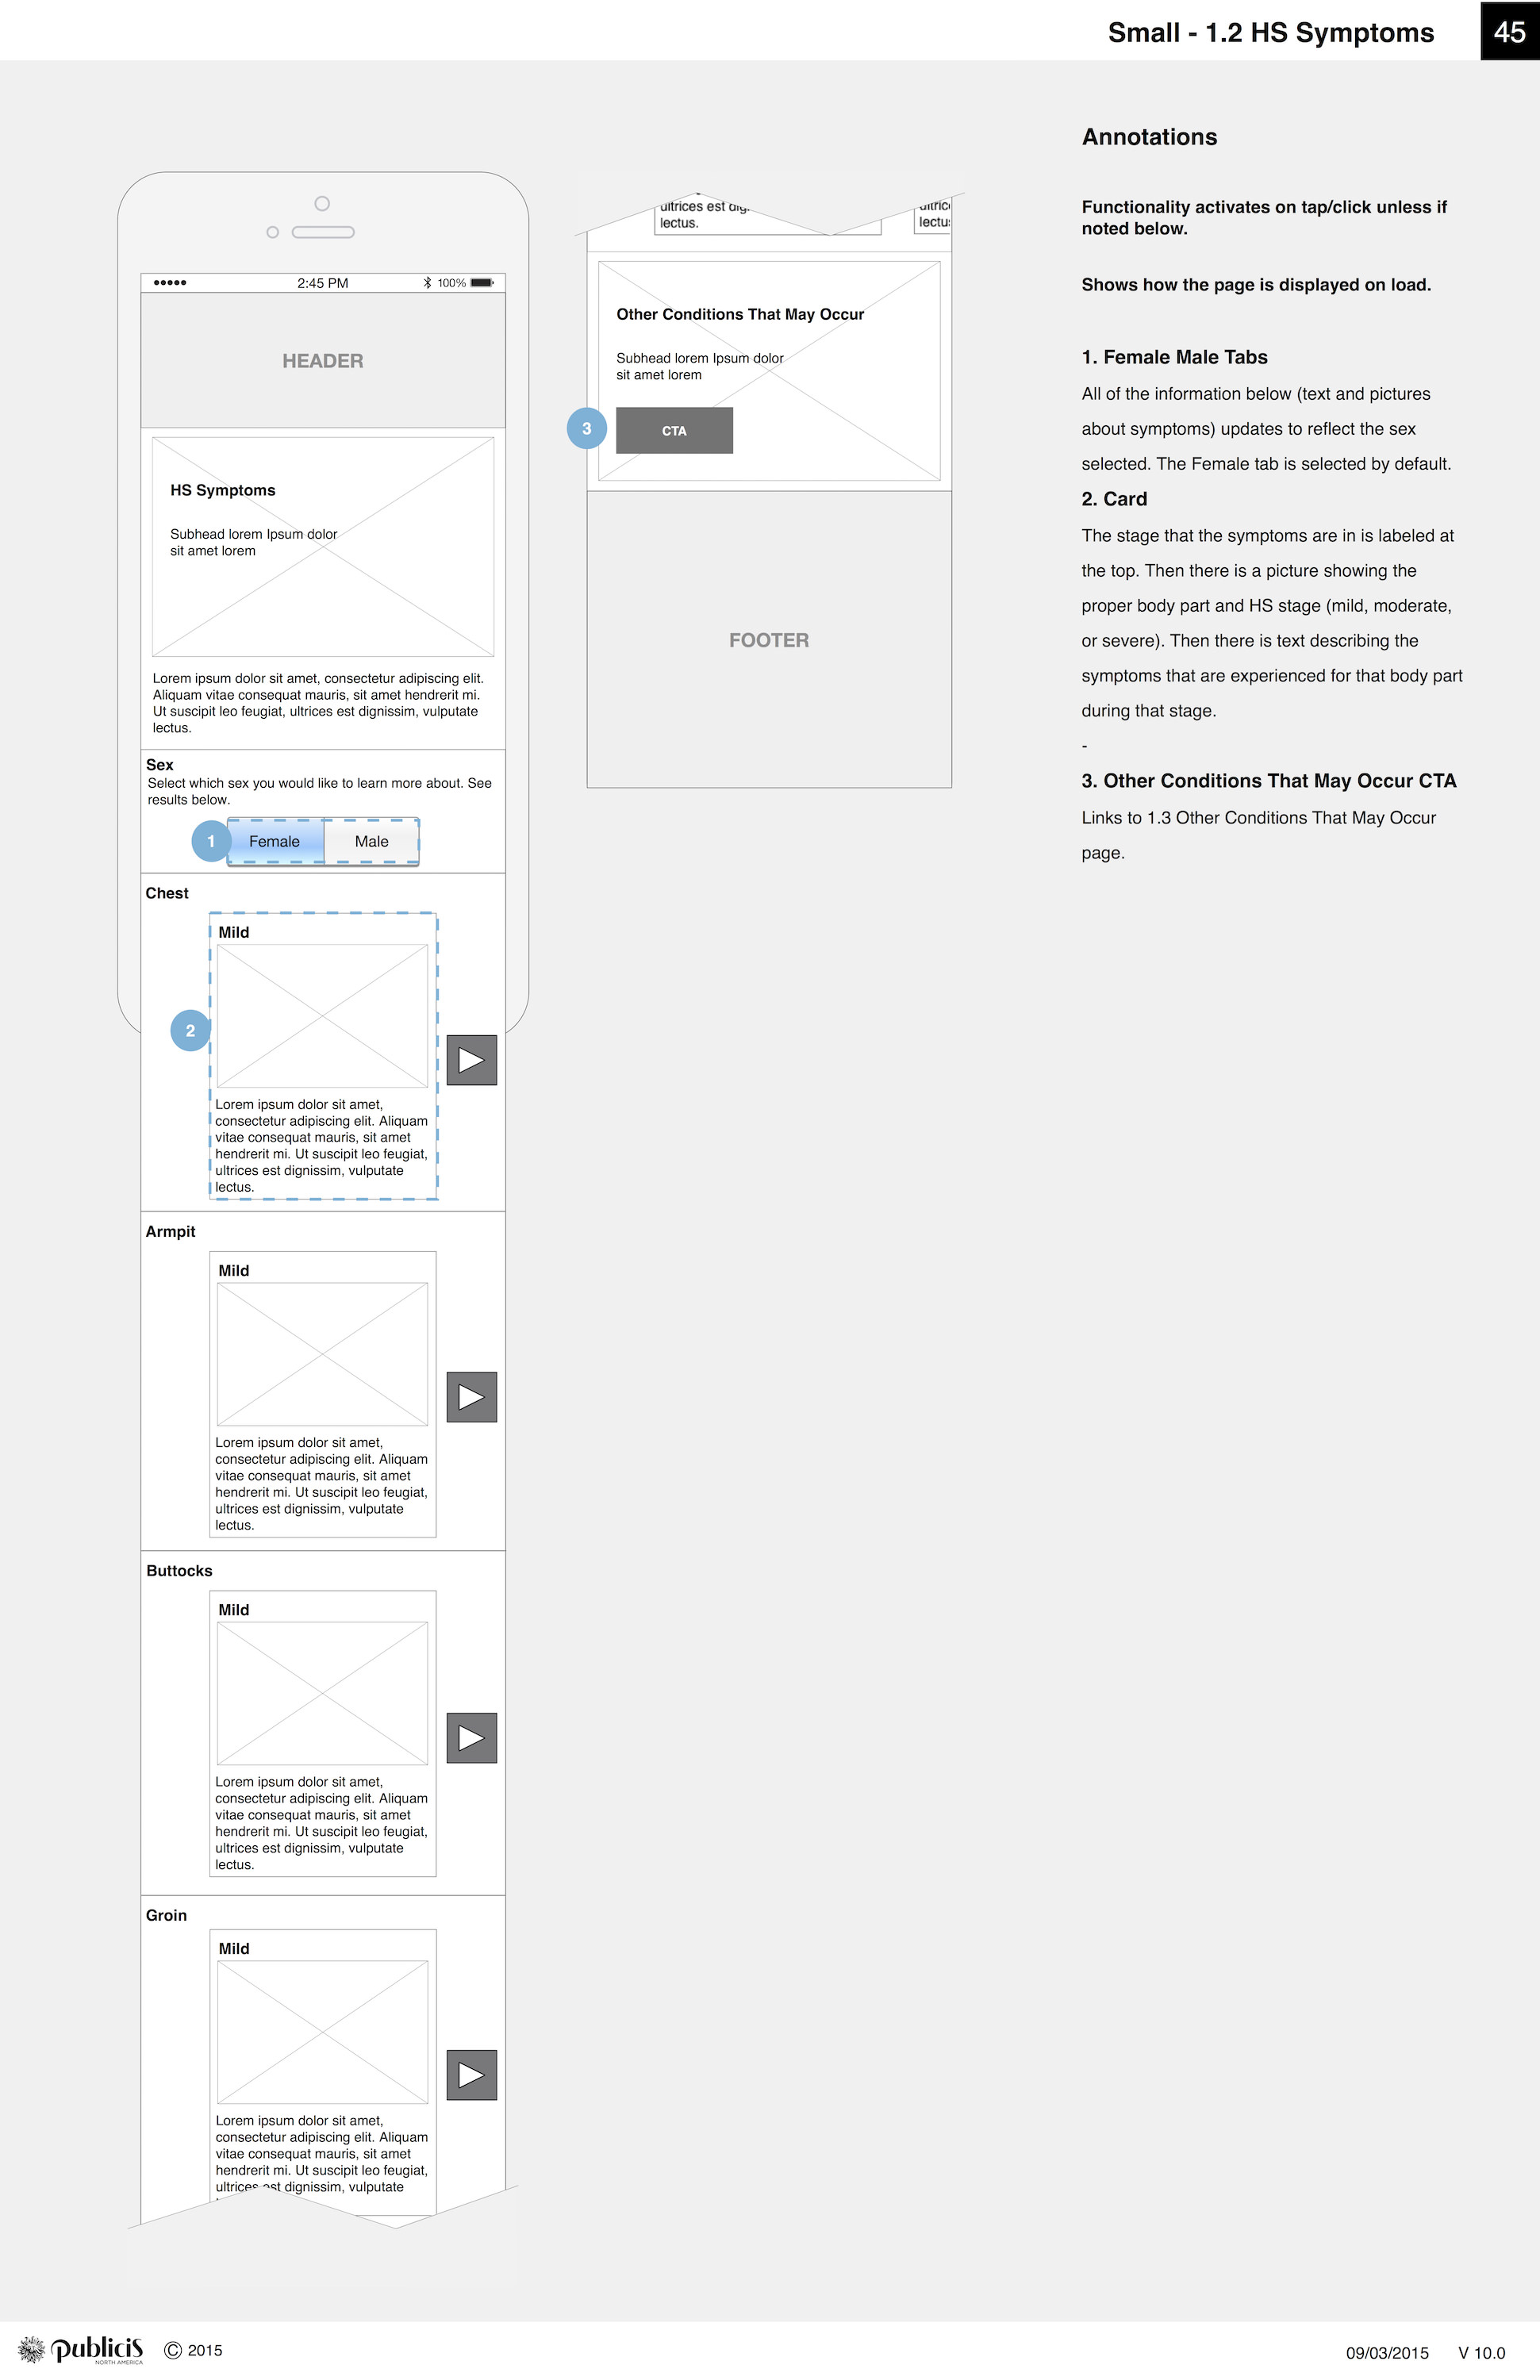 Small - 1.2 HS Symptoms
45
2:45 PM
100%
HEADER
HS Symptoms
Subhead lorem Ipsum dolor
sit amet lorem
Lorem ipsum dolor sit amet, consectetur adipiscing elit.
Aliquam vitae consequat mauris, sit amet hendrerit mi.
Ut suscipit leo feugiat, ultrices est dignissim, vulputate
lectus.
Sex
Select which sex you would like to learn more about. See
results below.
1
Female
Male
Chest
Mild
2
Lorem ipsum dolor sit amet,
consectetur adipiscing elit. Aliquam
vitae consequat mauris, sit amet
hendrerit mi. Ut suscipit leo feugiat,
ultrices est dignissim, vulputate
lectus.
Armpit
Mild
Lorem ipsum dolor sit amet,
consectetur adipiscing elit. Aliquam
vitae consequat mauris, sit amet
hendrerit mi. Ut suscipit leo feugiat,
ultrices est dignissim, vulputate
lectus.
Buttocks
Mild
Lorem ipsum dolor sit amet,
consectetur adipiscing elit. Aliquam
vitae consequat mauris, sit amet
hendrerit mi. Ut suscipit leo feugiat,
ultrices est dignissim, vulputate
lectus.
Groin
Mild
Lorem ipsum dolor sit amet,
consectetur adipiscing elit. Aliquam
vitae consequat mauris, sit amet
hendrerit mi. Ut suscipit leo feugiat,
ultrices est dignissim, vulputate
ultrices est dig
lectus.
Other Conditions That May Occur
Subhead lorem Ipsum dolor
sit amet lorem
3
CTA
FOOTER
Annotations
Functionality activates on tap/click unless if
noted below.
Shows how the page is displayed on load.
1. Female Male Tabs
All of the information below (text and pictures
about symptoms) updates to reflect the sex
selected. The Female tab is selected by default.
2. Card
The stage that the symptoms are in is labeled at
the top. Then there is a picture showing the
proper body part and HS stage (mild, moderate,
or severe). Then there is text describing the
symptoms that are experienced for that body part
during that stage.
-
3. Other Conditions That May Occur CTA
Links to 1.3 Other Conditions That May Occur
page.
publicis
NORTH AMERICA
© 2015
09/03/2015
V 10.0